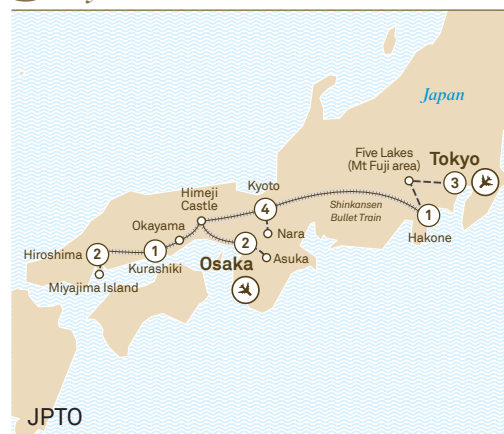 Japan
Five Lakes
(Mt Fuji area)
Tokyo
3
Kyoto
Himeji
Castle
4
Shinkansen
Bullet Train
1
Hakone
Okayama
Nara
2
Asuka
Osaka
Hiroshima
2
1
Kurashiki
Miyajima Island
JPTO